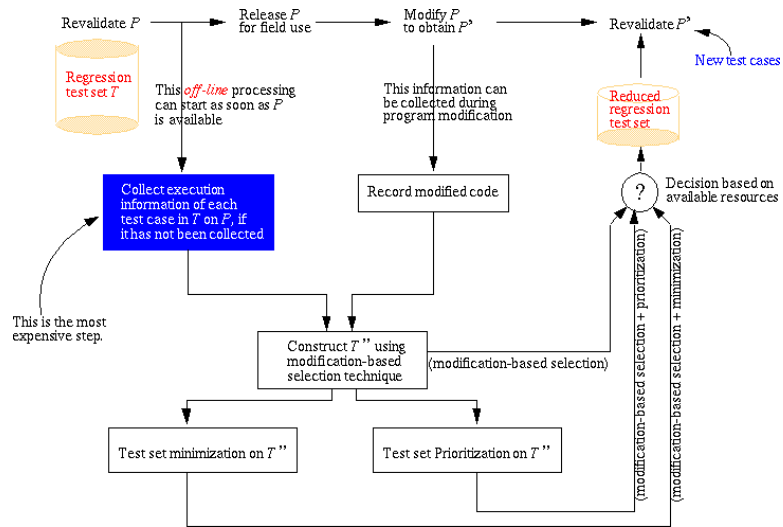 Revalidate P
Release P
for field use
Modify P
to obtain P’
Revalidate P’
New test cases
Regression
test set T
This off-line processing
can start as soon as P
is available
This information can
be collected during
program modification
Reduced
regression
test set
Collect execution
information of each
test case in T on P, if
it has not been collected
Record modified code
?
Decision based on
available resources
This is the most
expensive step.
Construct T’’ using
modification-based
selection technique
(modification-based selection)
(modification-based selection + prioritization)
(modification-based selection + minimization)
Test set minimization on T’’
Test set Prioritization on T’’